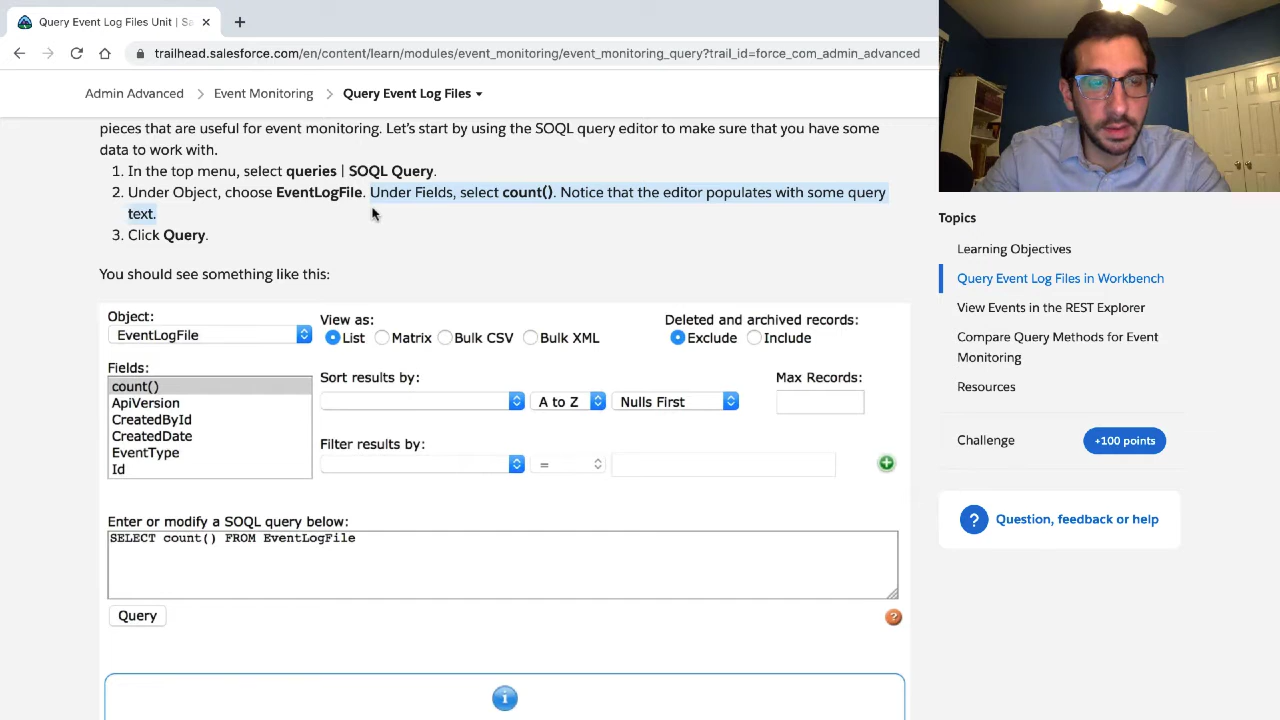 Query Event Log Files Unit | Sa
trailhead.salesforce.com/en/content/learn/modules/event_monitoring/event_monitoring_query?trail_id=force_com_admin_advanced
Admin Advanced > Event Monitoring > Query Event Log Files
pieces that are useful for event monitoring. Let's start by using the SOQL query editor to make sure that you have some
data to work with.
1. In the top menu, select queries | SOQL Query.
2. Under Object, choose EventLogFile. Under Fields, select count(). Notice that the editor populates with some query
text.
3. Click Query.
You should see something like this:
Object:
EventLogFile
View as:
List Matrix Bulk CSV Bulk XML
Deleted and archived records:
Exclude Include
Fields:
count()
ApiVersion
CreatedById
CreatedDate
EventType
Id
Sort results by:
A to Z Nulls First
Max Records:
Filter results by:
=
Enter or modify a SOQL query below:
SELECT count() FROM EventLogFile
Query
?
i
Topics
Learning Objectives
Query Event Log Files in Workbench
View Events in the REST Explorer
Compare Query Methods for Event
Monitoring
Resources
Challenge +100 points
? Question, feedback or help